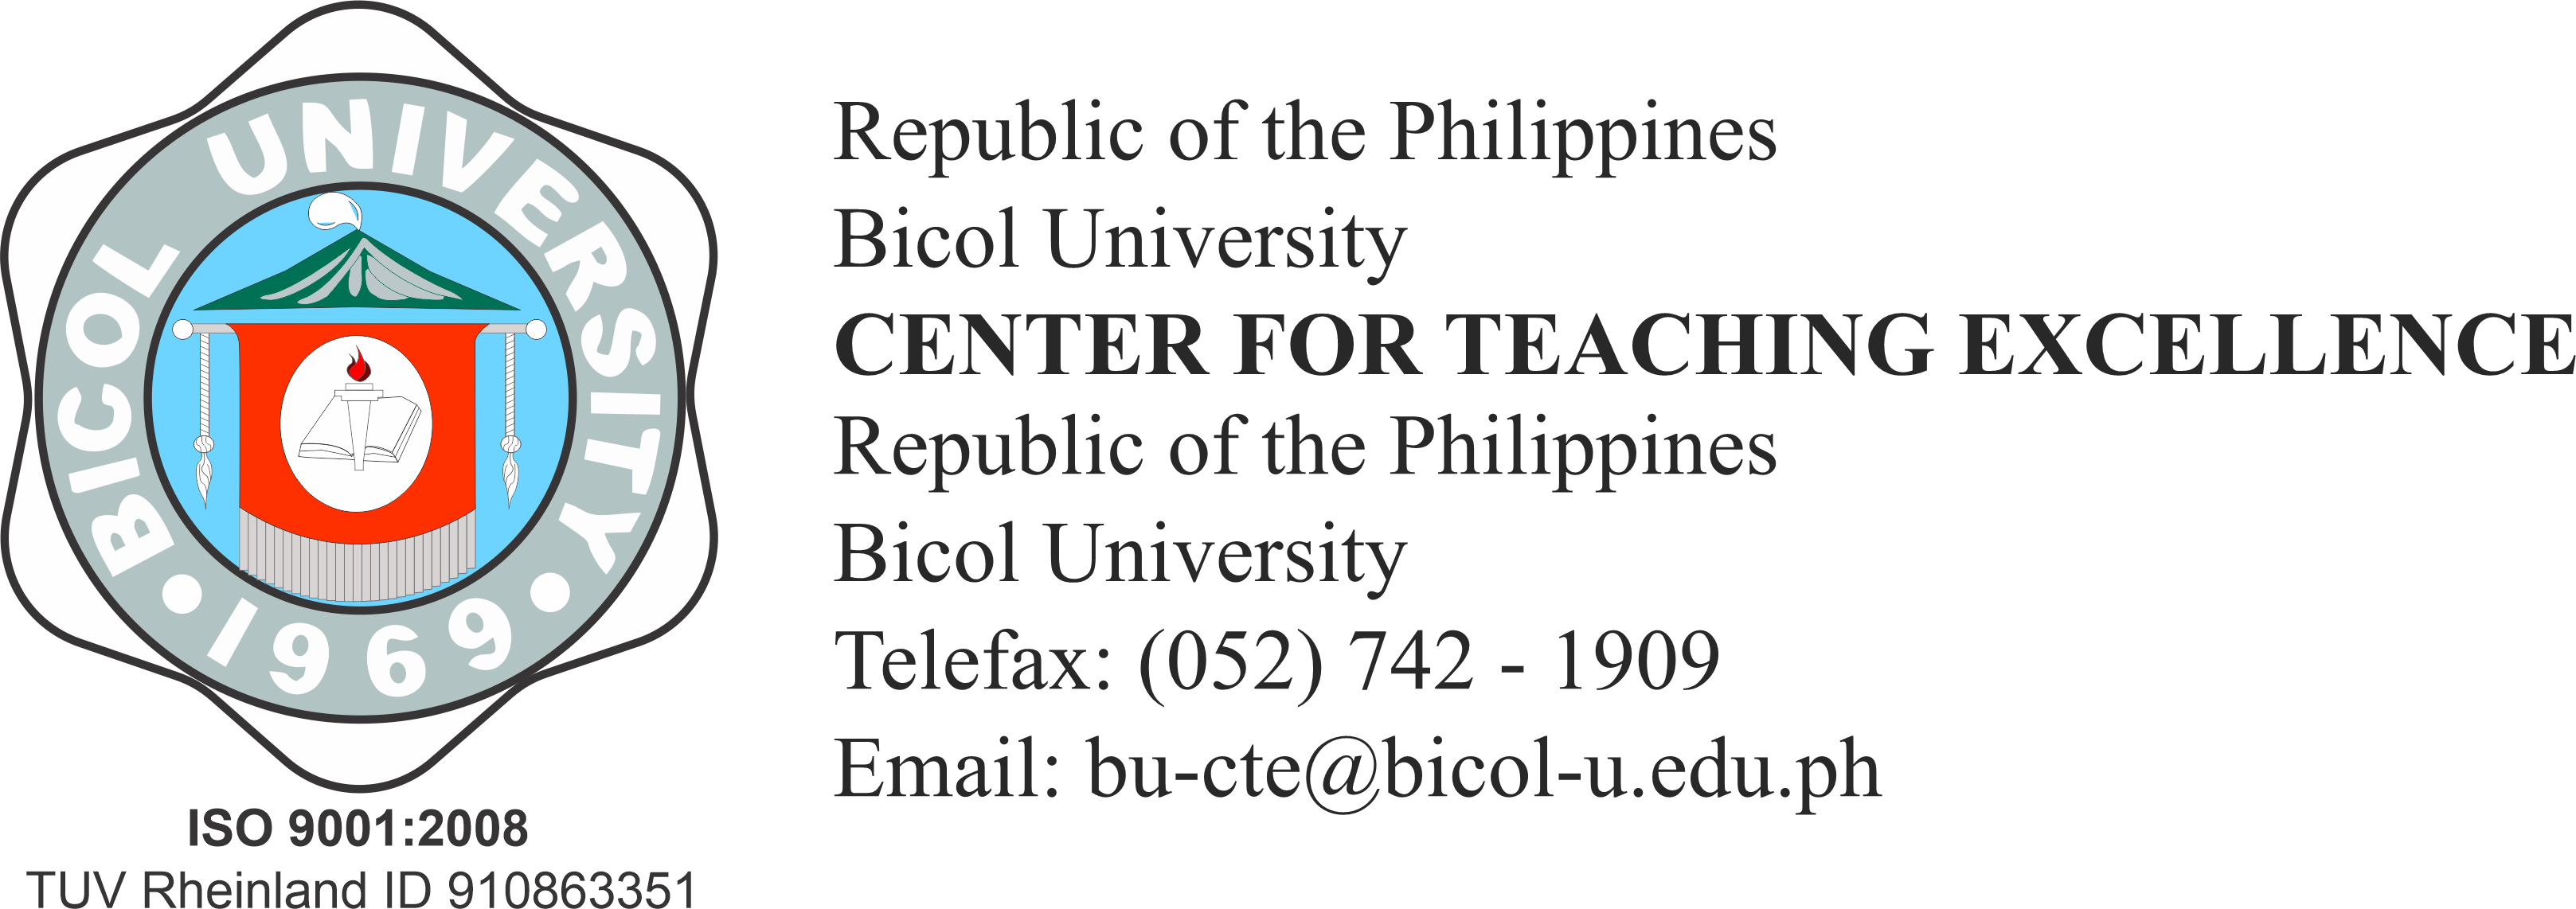 BICOL UNIVERSITY
• 1969 •
ISO 9001:2008
TUV Rheinland ID 910863351
Republic of the Philippines
Bicol University
CENTER FOR TEACHING EXCELLENCE
Republic of the Philippines
Bicol University
Telefax: (052) 742 - 1909
Email: bu-cte@bicol-u.edu.ph